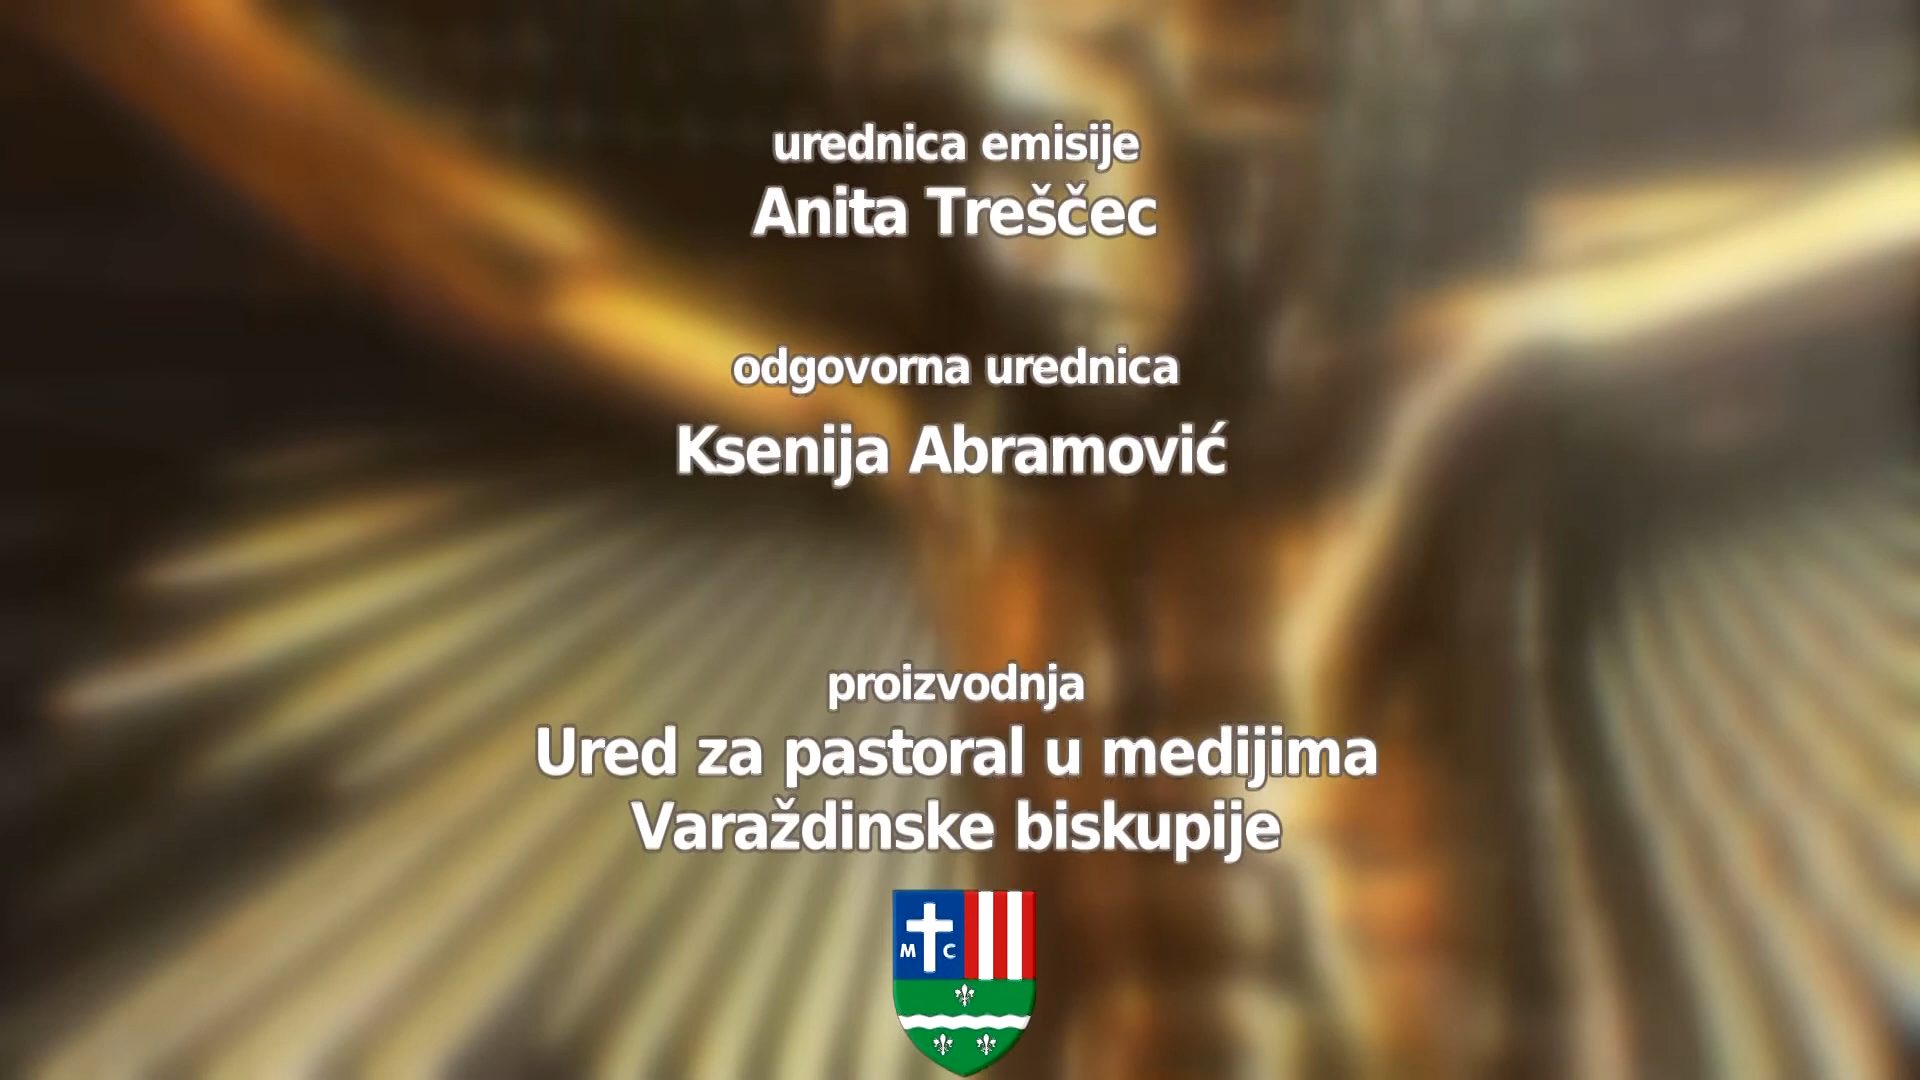 urednica emisije
Anita Treščec
odgovorna urednica
Ksenija Abramović
proizvodnja
Ured za pastoral u medijima
Varaždinske biskupije
M C